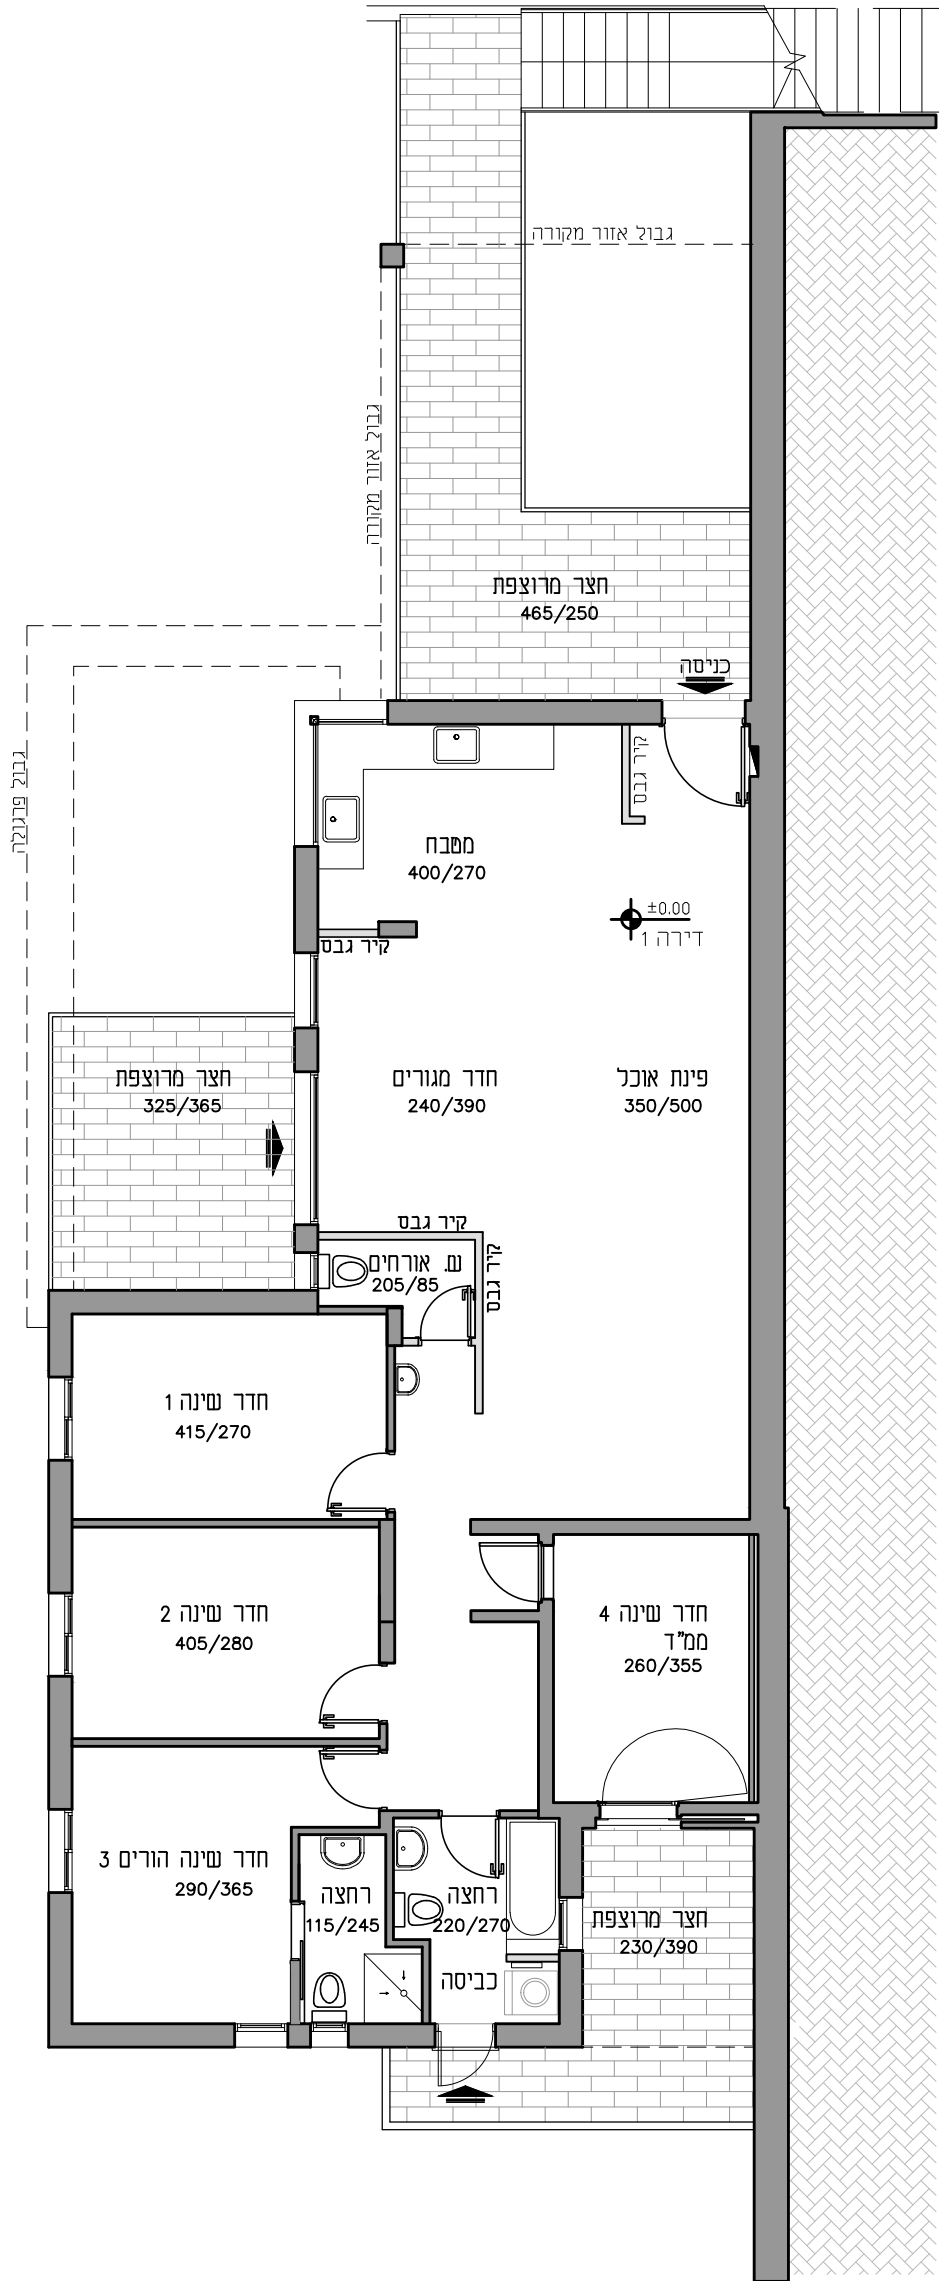 גבול אזור מקורה
גבול אזור מקורה
חצר מרוצפת
465/250
כניסה
קיר גבס
גבול פרגולה
מטבח
400/270
±0.00
דירה 1
קיר גבס
חצר מרוצפת
325/365
חדר מגורים
240/390
פינת אוכל
350/500
קיר גבס
קיר גבס
ש. אורחים
205/85
חדר שינה 1
415/270
חדר שינה 2
405/280
חדר שינה 4
ממ"ד
260/355
חדר שינה הורים 3
290/365
רחצה
115/245
רחצה
220/270
כביסה
חצר מרוצפת
230/390